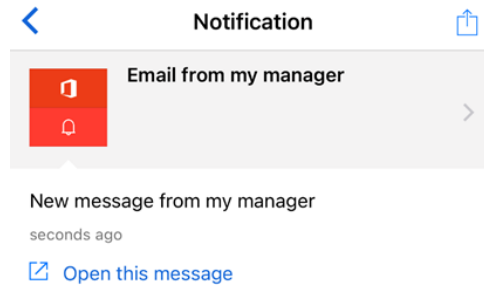 Notification
Email from my manager
New message from my manager
seconds ago
Open this message